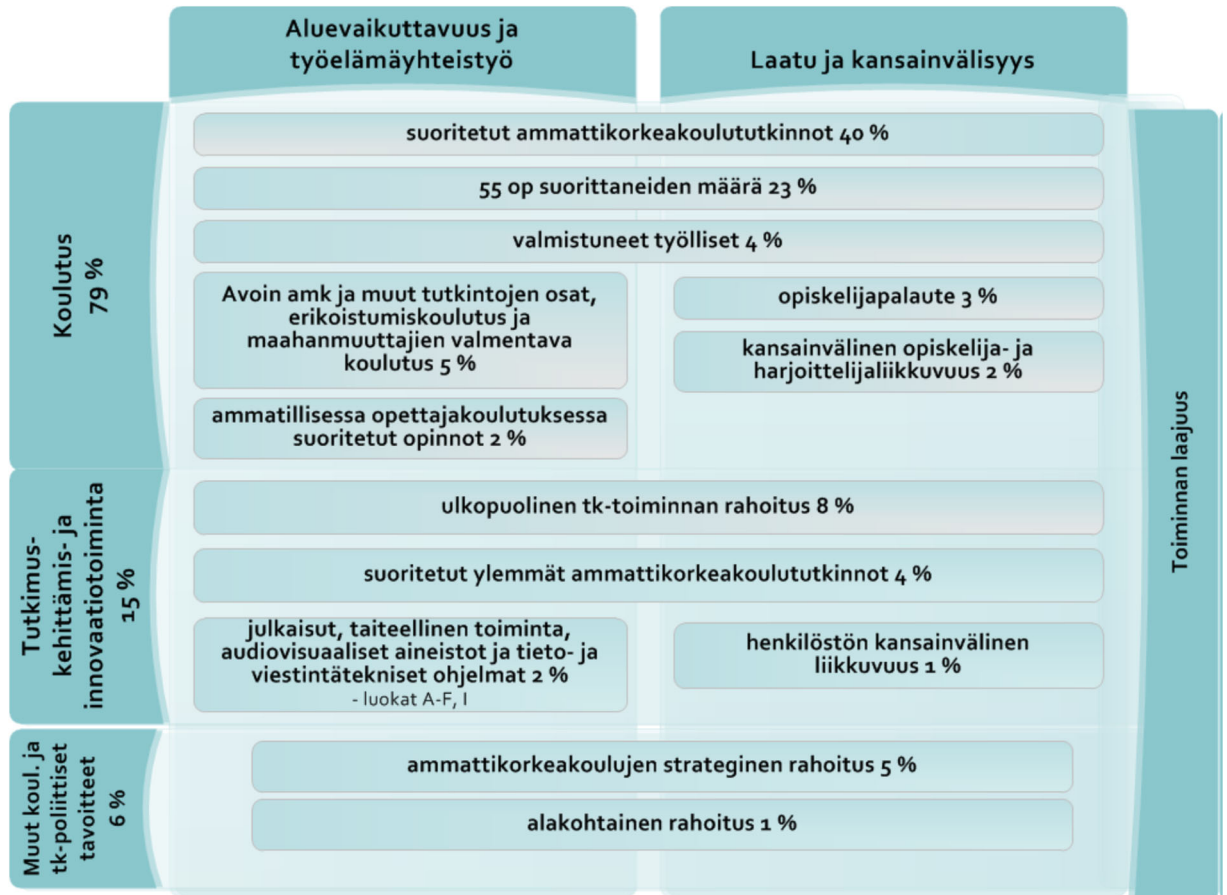 Aluevaikuttavuus ja
työelämäyhteistyö
Laatu ja kansainvälisyys
Koulutus
79 %
suoritetut ammattikorkeakoulututkinnot 40 %
55 op suorittaneiden määrä 23 %
valmistuneet työlliset 4 %
Avoin amk ja muut tutkintojen osat,
erikoistumiskoulutus ja
maahanmuuttajien valmentava
koulutus 5 %
ammatillisessa opettajakoulutuksessa
suoritetut opinnot 2 %
opiskelijapalaute 3 %
kansainvälinen opiskelija- ja
harjoittelijaliikkuvuus 2 %
Tutkimus-
kehittämis- ja
innovaatiotoiminta
15 %
ulkopuolinen tk-toiminnan rahoitus 8 %
suoritetut ylemmät ammattikorkeakoulututkinnot 4 %
julkaisut, taiteellinen toiminta,
audiovisuaaliset aineistot ja tieto- ja
viestintätekniset ohjelmat 2 %
- luokat A-F, I
henkilöstön kansainvälinen
liikkuvuus 1 %
Muut koul. ja
tk-poliittiset
tavoitteet
6 %
ammattikorkeakoulujen strateginen rahoitus 5 %
alakohtainen rahoitus 1 %
Toiminnan laajuus